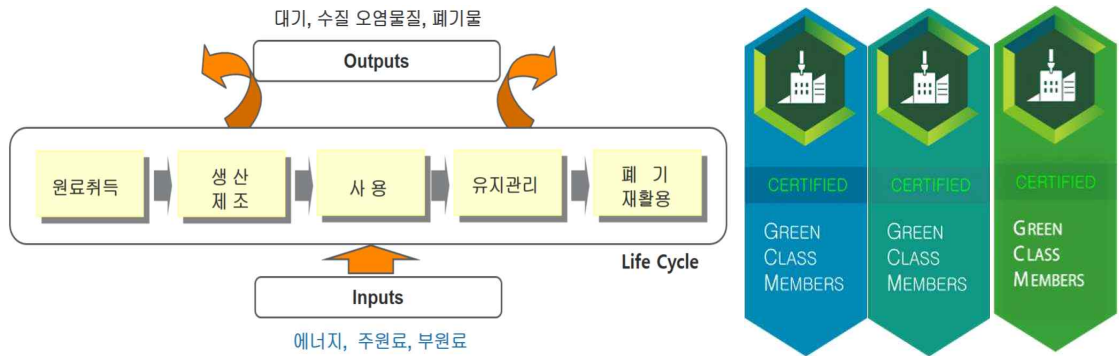 대기, 수질 오염물질, 폐기물
Outputs
원료취득
생 산
제 조
사 용
유지관리
폐 기
재활용
Life Cycle
Inputs
에너지, 주원료, 부원료
CERTIFIED
GREEN
CLASS
MEMBERS
CERTIFIED
GREEN
CLASS
MEMBERS
CERTIFIED
GREEN
CLASS
MEMBERS